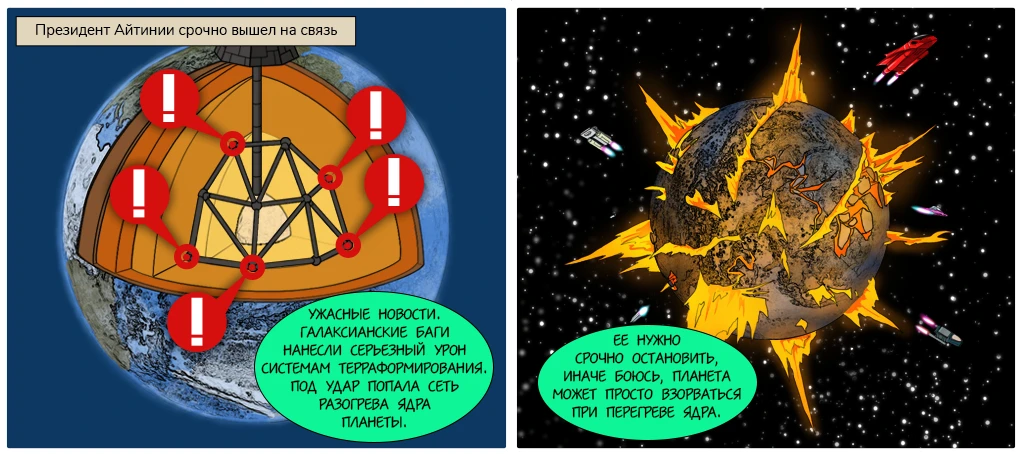 Президент Айтинии срочно вышел на связь
!
!
!
!
!
!
УЖАСНЫЕ НОВОСТИ.
ГАЛАКСИАНСКИЕ БАГИ
НАНЕСЛИ СЕРЬЕЗНЫЙ УРОН
СИСТЕМАМ ТЕРРАФОРМИРОВАНИЯ.
ПОД УДАР ПОПАЛА СЕТЬ
РАЗОГРЕВА ЯДРА
ПЛАНЕТЫ.
ЕЕ НУЖНО
СРОЧНО ОСТАНОВИТЬ,
ИНАЧЕ БОЮСЬ, ПЛАНЕТА
МОЖЕТ ПРОСТО ВЗОРВАТЬСЯ
ПРИ ПЕРЕГРЕВЕ ЯДРА.